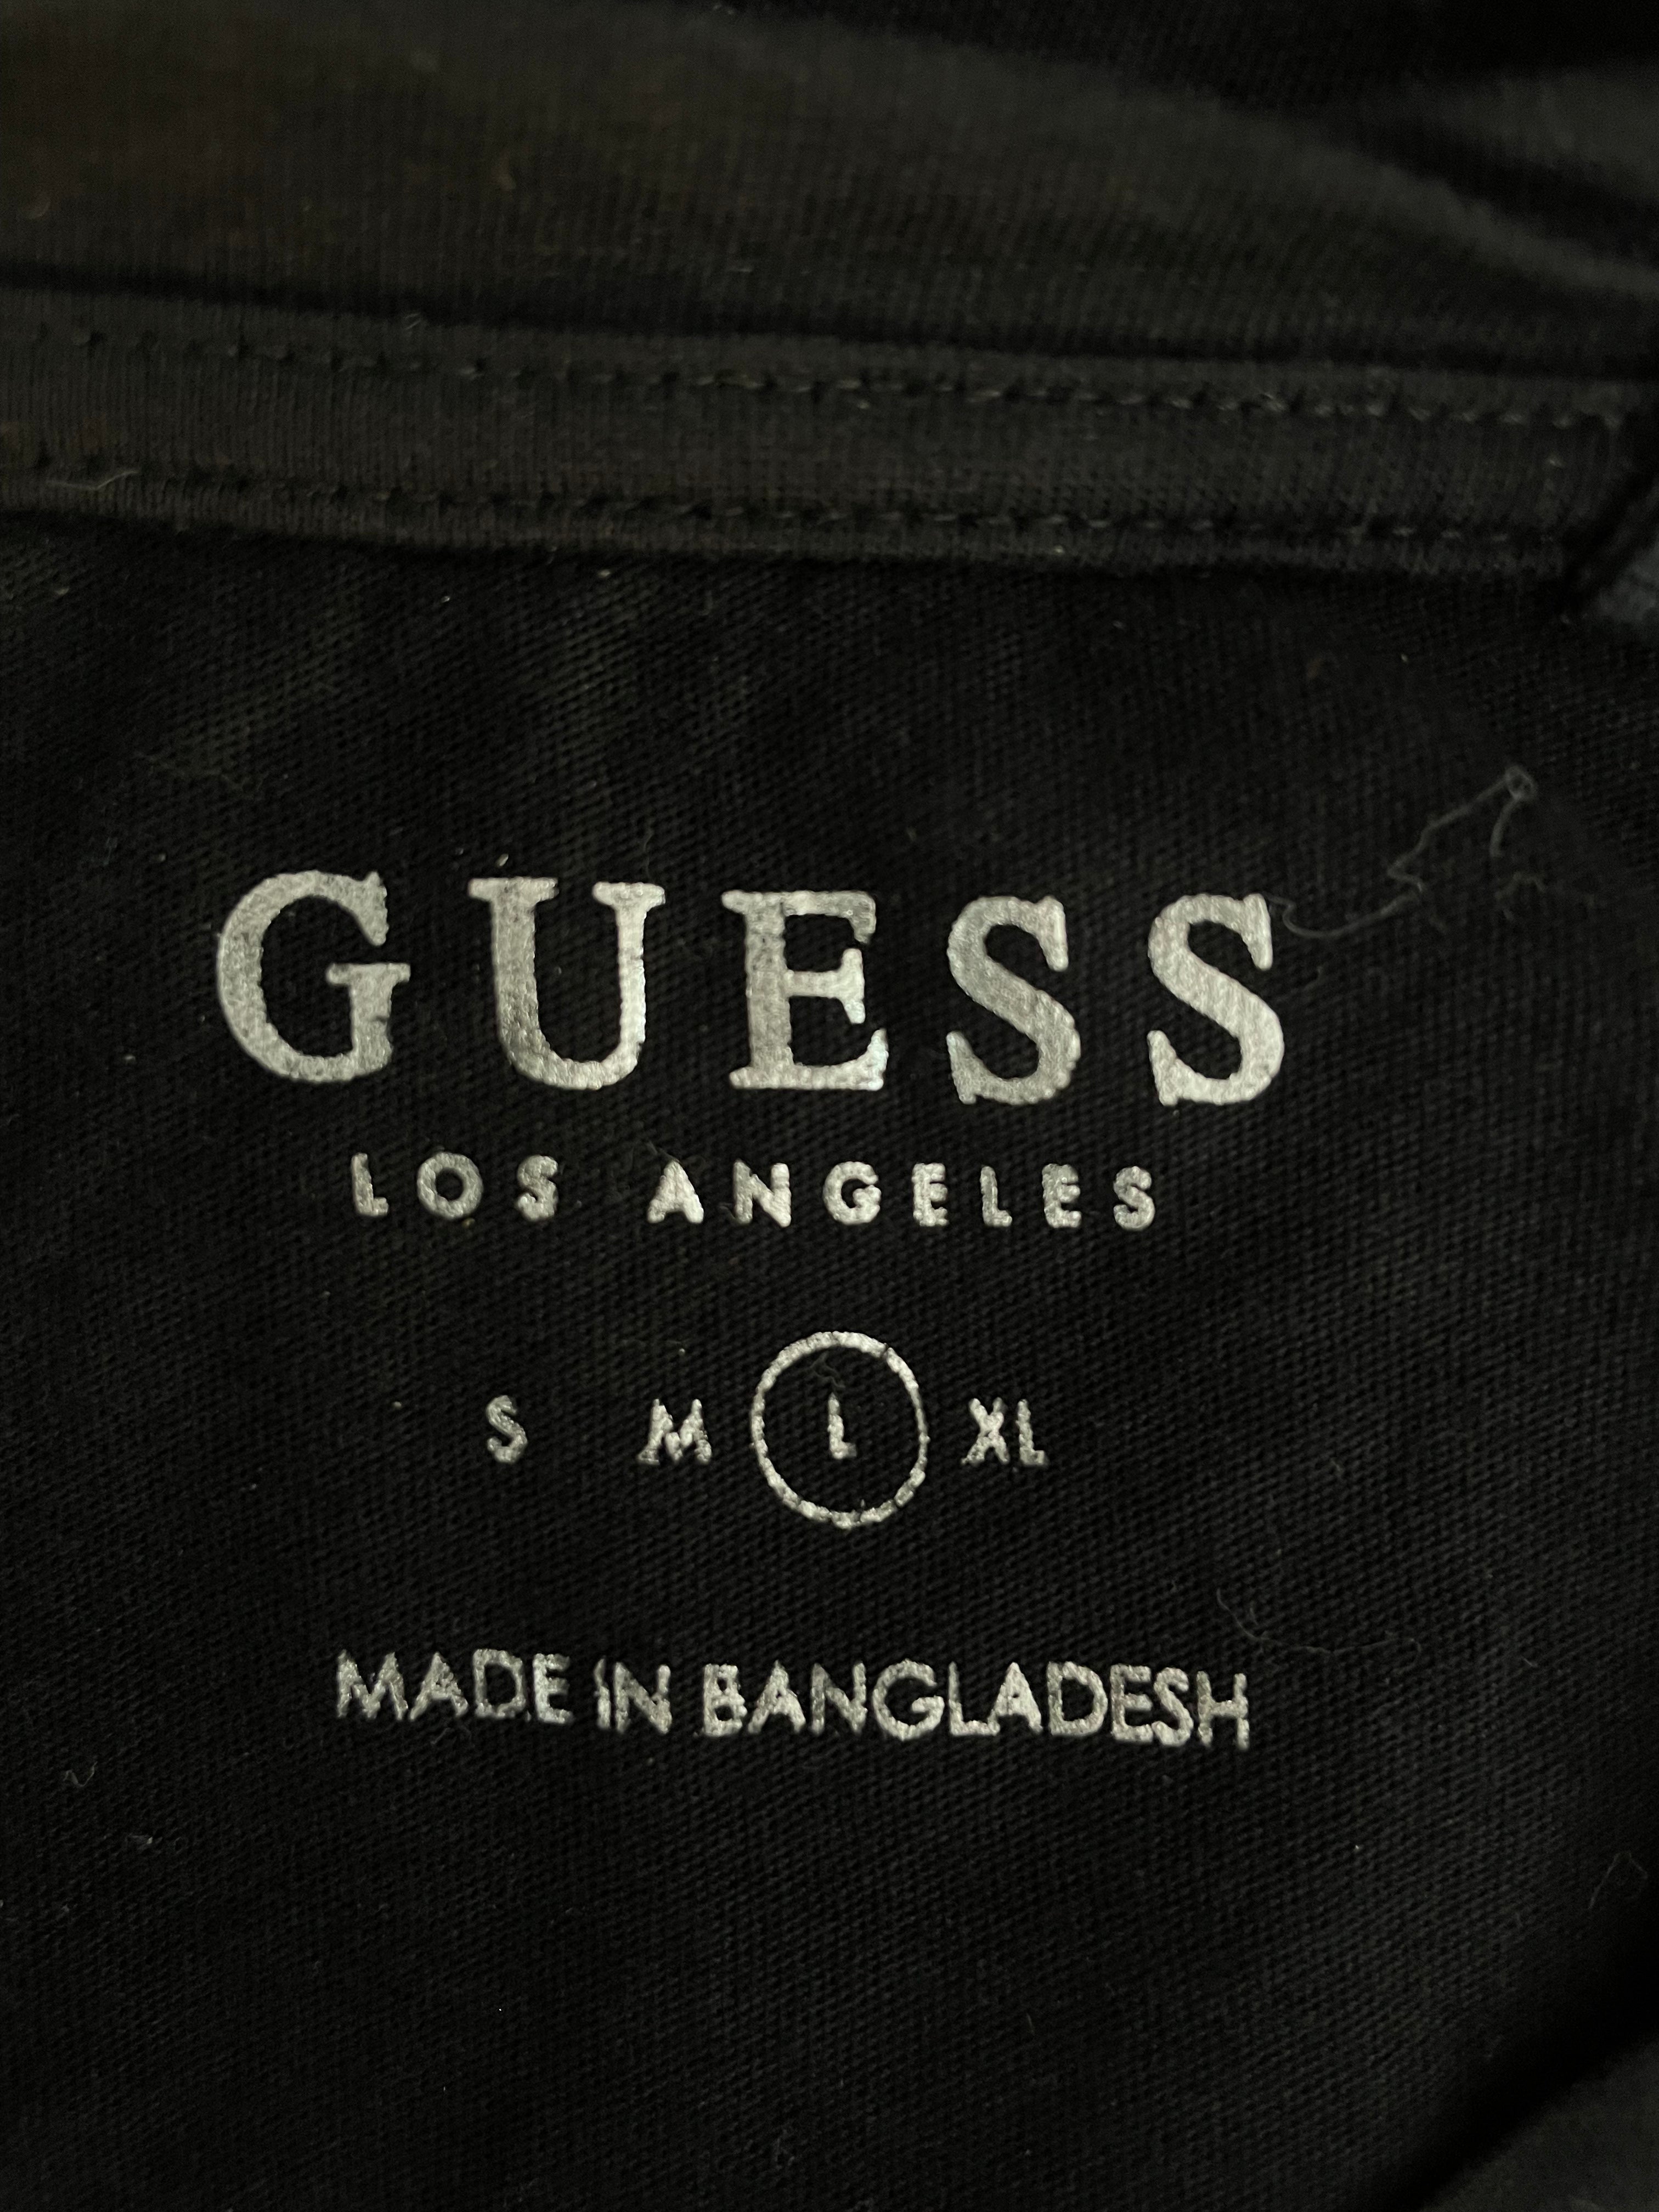 GUESS
LOS ANGELES
S M L XL
MADE IN BANGLADESH